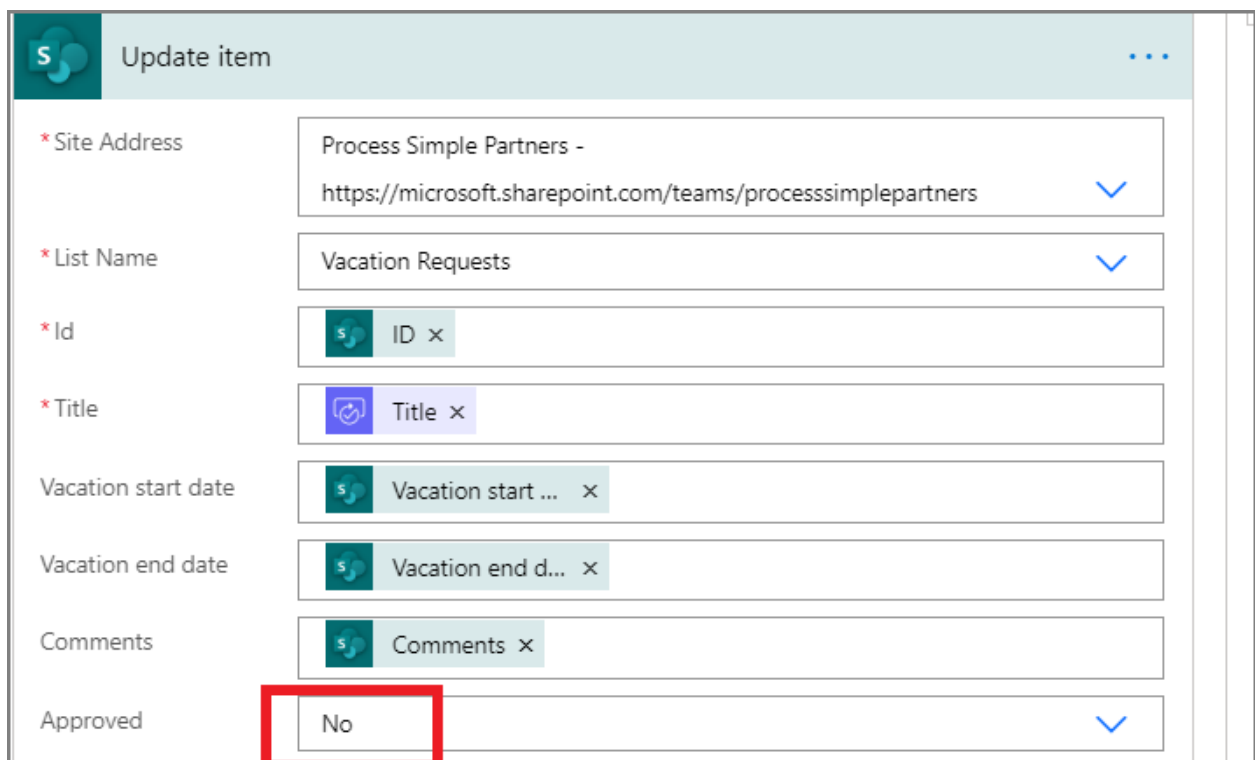 S Update item ...
* Site Address
Process Simple Partners -
https://microsoft.sharepoint.com/teams/processsimplepartners
* List Name Vacation Requests
* Id S ID ×
* Title Title ×
Vacation start date S Vacation start ... ×
Vacation end date S Vacation end d... ×
Comments S Comments ×
Approved No